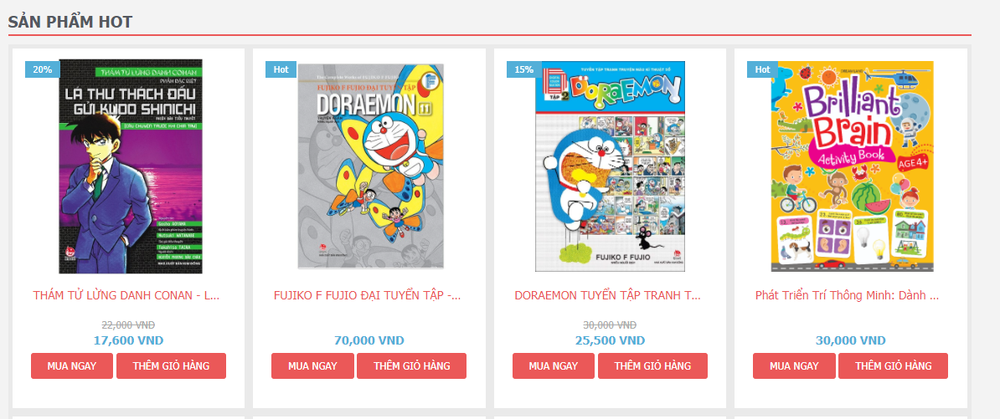 SẢN PHẨM HOT
20%
THÁM TỬ LỪNG DANH CONAN
PHẦN ĐẶC BIỆT
LÁ THƯ THÁCH ĐẤU
GỬI KUDO SHINICHI
THÁM TỬ LỪNG DANH CONAN - L...
22,000 VND
17,600 VND
MUA NGAY
THÊM GIỎ HÀNG
Hot
FUJIKO F FUJIO ĐẠI TUYỂN TẬP
DORAEMON 11
FUJIKO F FUJIO ĐẠI TUYỂN TẬP -...
70,000 VND
MUA NGAY
THÊM GIỎ HÀNG
15%
TẬP 2
DORAEMON
FUJIKO F FUJIO
DORAEMON TUYỂN TẬP TRANH T...
30,000 VND
25,500 VND
MUA NGAY
THÊM GIỎ HÀNG
Hot
Brilliant
Brain
Activity Book
AGE 4+
Phát Triển Trí Thông Minh: Dành ...
30,000 VND
MUA NGAY
THÊM GIỎ HÀNG